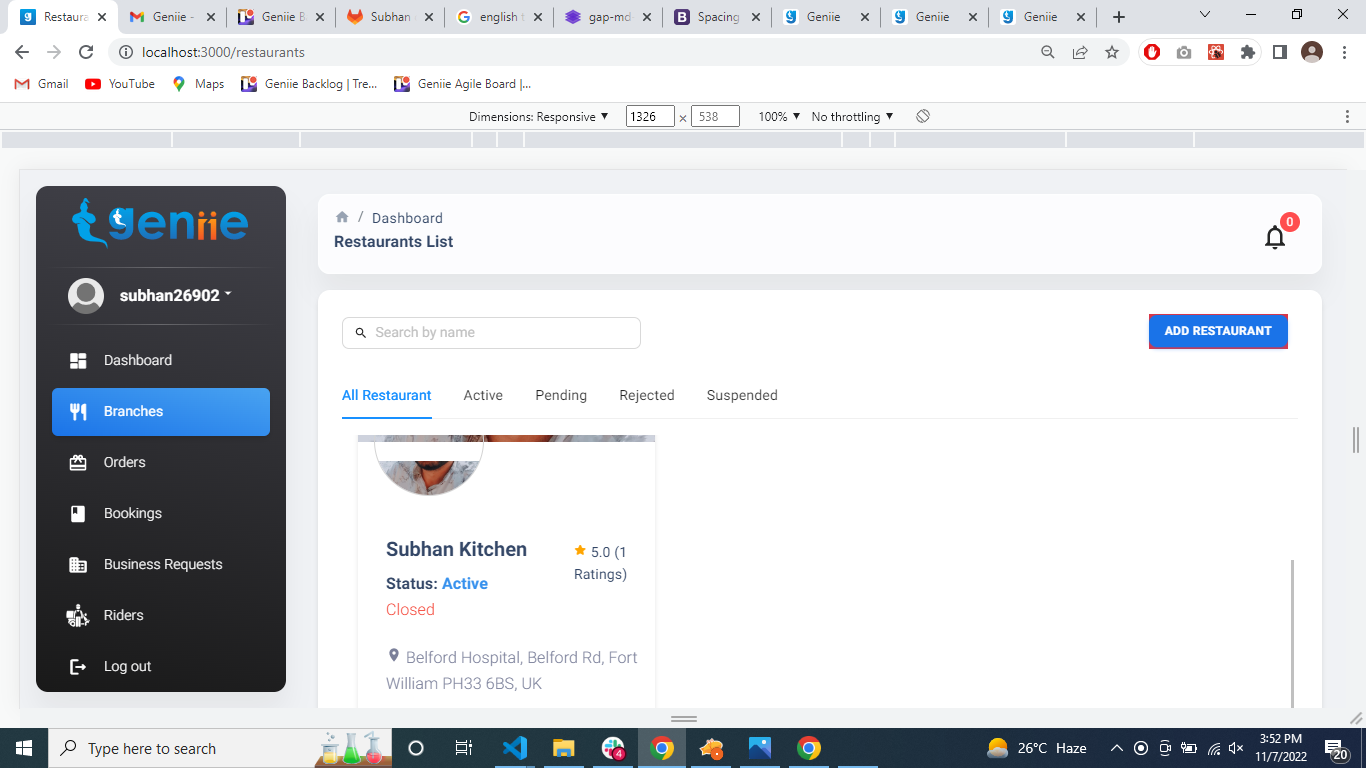 Restaura
Geniie -
Geniie B
Subhan
english t
gap-md
Spacing
Geniie
Geniie
Geniie
localhost:3000/restaurants
Gmail
YouTube
Maps
Geniie Backlog | Tre...
Geniie Agile Board |...
Dimensions: Responsive ▼ 1326 × 538 100% ▼ No throttling ▼
geniie
subhan26902
Dashboard
Branches
Orders
Bookings
Business Requests
Riders
Log out
/ Dashboard
Restaurants List
0
Search by name
ADD RESTAURANT
All Restaurant
Active
Pending
Rejected
Suspended
Subhan Kitchen
5.0 (1
Ratings)
Status: Active
Closed
Belford Hospital, Belford Rd, Fort
William PH33 6BS, UK
Type here to search
4
26°C Haze
3:52 PM
11/7/2022
20